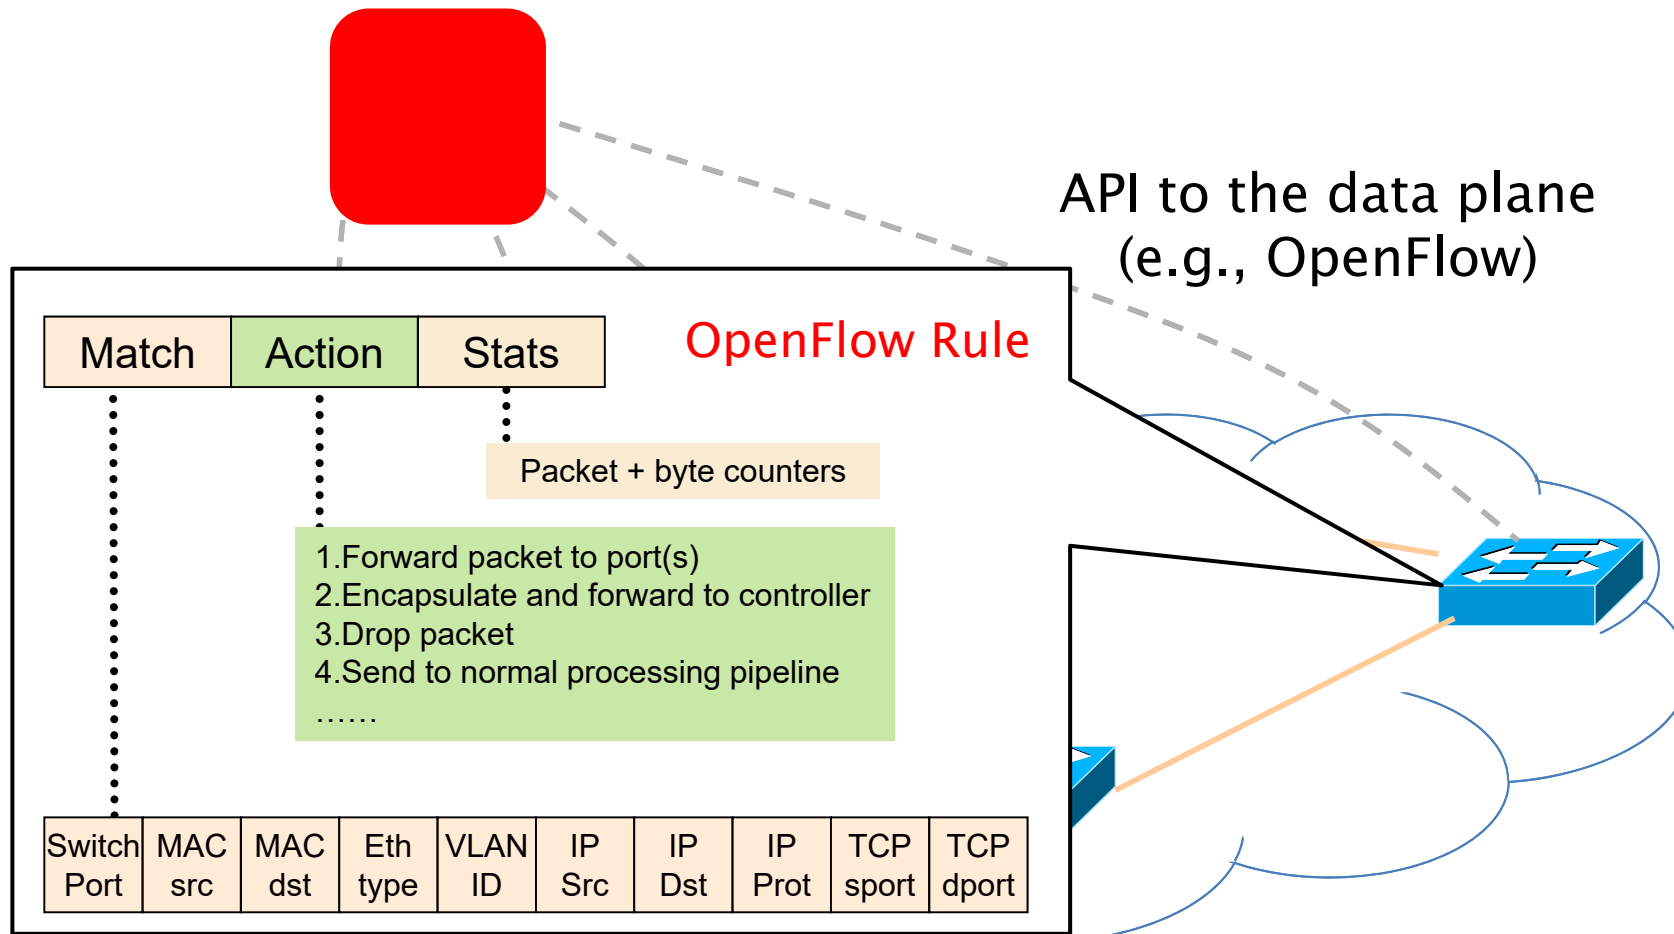 API to the data plane
(e.g., OpenFlow)
OpenFlow Rule
Match Action Stats
Packet + byte counters
1.Forward packet to port(s)
2.Encapsulate and forward to controller
3.Drop packet
4.Send to normal processing pipeline
……
Switch Port
MAC src
MAC dst
Eth type
VLAN ID
IP Src
IP Dst
IP Prot
TCP sport
TCP dport